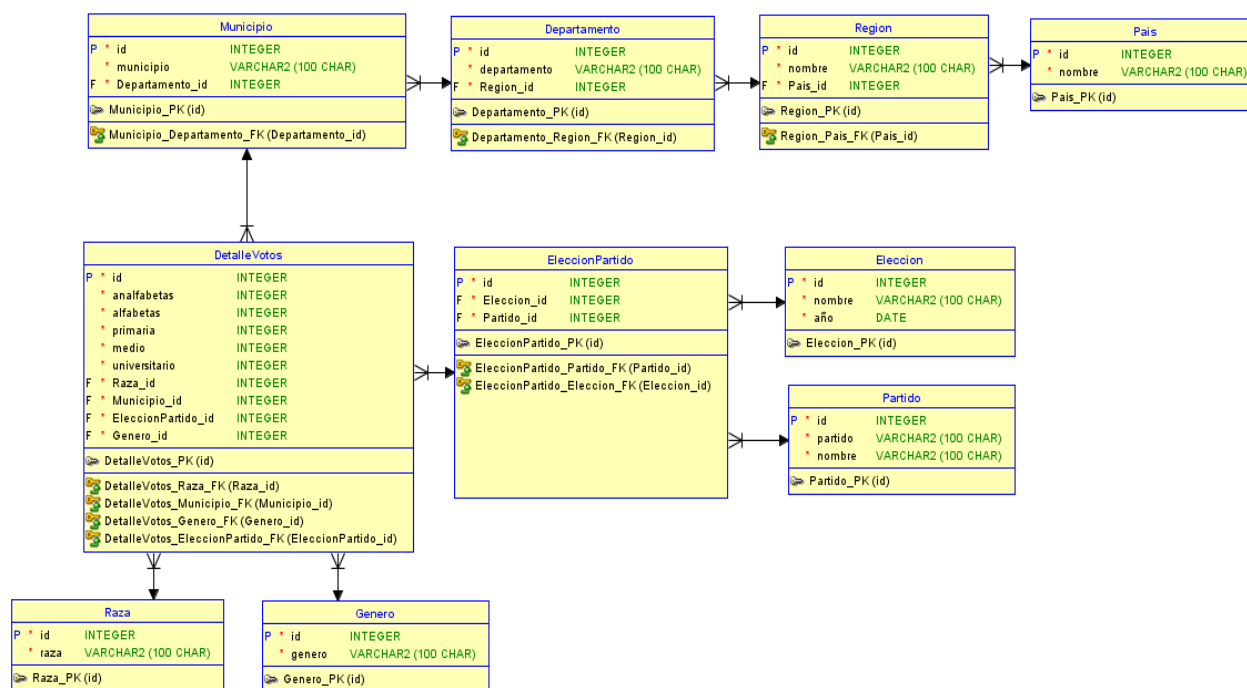 Municipio
P * id INTEGER
* municipio VARCHAR2 (100 CHAR)
F * Departamento_id INTEGER
Municipio_PK (id)
Municipio_Departamento_FK (Departamento_id)
Departamento
P * id INTEGER
* departamento VARCHAR2 (100 CHAR)
F * Region_id INTEGER
Departamento_PK (id)
Departamento_Region_FK (Region_id)
Region
P * id INTEGER
* nombre VARCHAR2 (100 CHAR)
F * Pais_id INTEGER
Region_PK (id)
Region_Pais_FK (Pais_id)
Pais
P * id INTEGER
* nombre VARCHAR2 (100 CHAR)
Pais_PK (id)
DetalleVotos
P * id INTEGER
* analfabetas INTEGER
* alfabetas INTEGER
* primaria INTEGER
* medio INTEGER
* universitario INTEGER
F * Raza_id INTEGER
F * Municipio_id INTEGER
F * EleccionPartido_id INTEGER
F * Genero_id INTEGER
DetalleVotos_PK (id)
DetalleVotos_Raza_FK (Raza_id)
DetalleVotos_Municipio_FK (Municipio_id)
DetalleVotos_Genero_FK (Genero_id)
DetalleVotos_EleccionPartido_FK (EleccionPartido_id)
EleccionPartido
P * id INTEGER
F * Eleccion_id INTEGER
F * Partido_id INTEGER
EleccionPartido_PK (id)
EleccionPartido_Partido_FK (Partido_id)
EleccionPartido_Eleccion_FK (Eleccion_id)
Eleccion
P * id INTEGER
* nombre VARCHAR2 (100 CHAR)
* año DATE
Eleccion_PK (id)
Partido
P * id INTEGER
* partido VARCHAR2 (100 CHAR)
* nombre VARCHAR2 (100 CHAR)
Partido_PK (id)
Raza
P * id INTEGER
* raza VARCHAR2 (100 CHAR)
Raza_PK (id)
Genero
P * id INTEGER
* genero VARCHAR2 (100 CHAR)
Genero_PK (id)